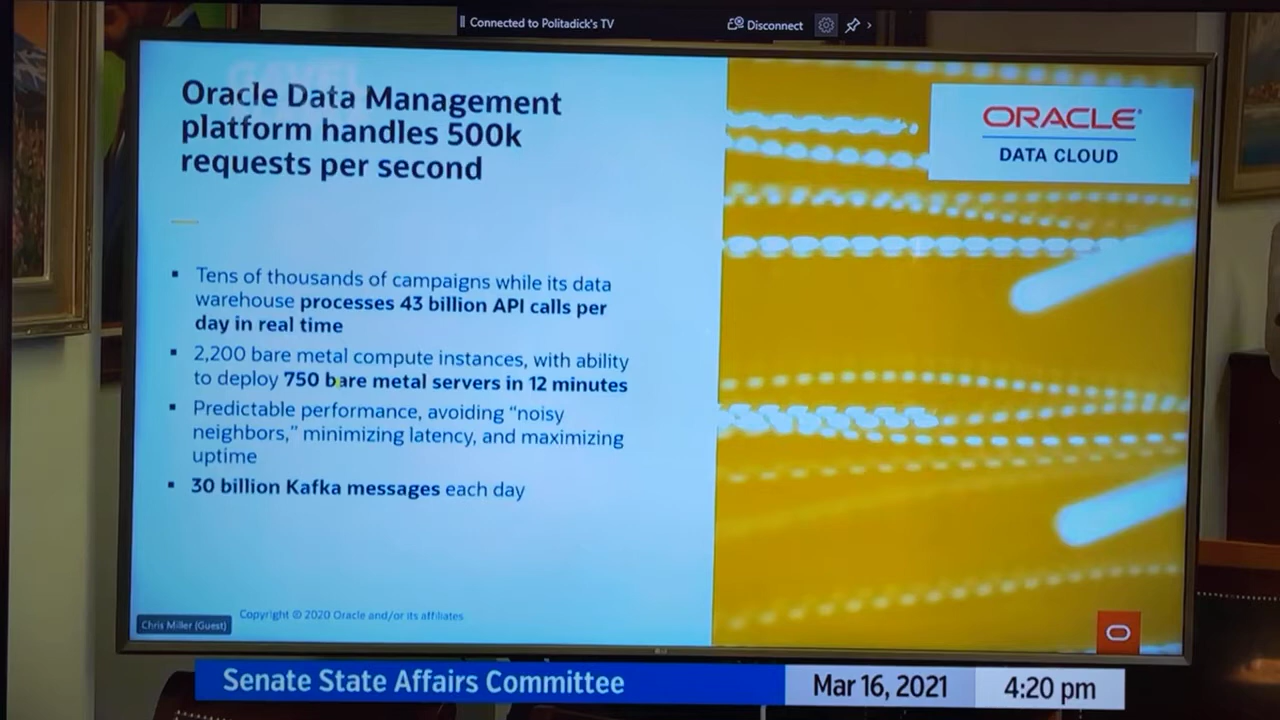 Connected to Politadick's TV
Disconnect
Oracle Data Management
platform handles 500k
requests per second
ORACLE
DATA CLOUD
▪ Tens of thousands of campaigns while its data
warehouse processes 43 billion API calls per
day in real time
▪ 2,200 bare metal compute instances, with ability
to deploy 750 bare metal servers in 12 minutes
▪ Predictable performance, avoiding “noisy
neighbors,” minimizing latency, and maximizing
uptime
▪ 30 billion Kafka messages each day
Copyright © 2020 Oracle and/or its affiliates
Chris Miller (Guest)
Senate State Affairs Committee
Mar 16, 2021
4:20 pm